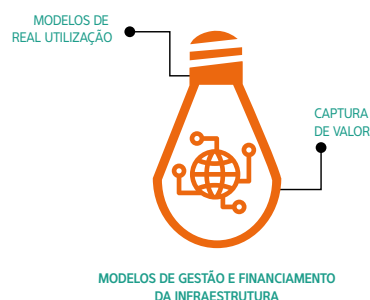 MODELOS DE
REAL UTILIZAÇÃO
CAPTURA
DE VALOR
MODELOS DE GESTÃO E FINANCIAMENTO
DA INFRAESTRUTURA